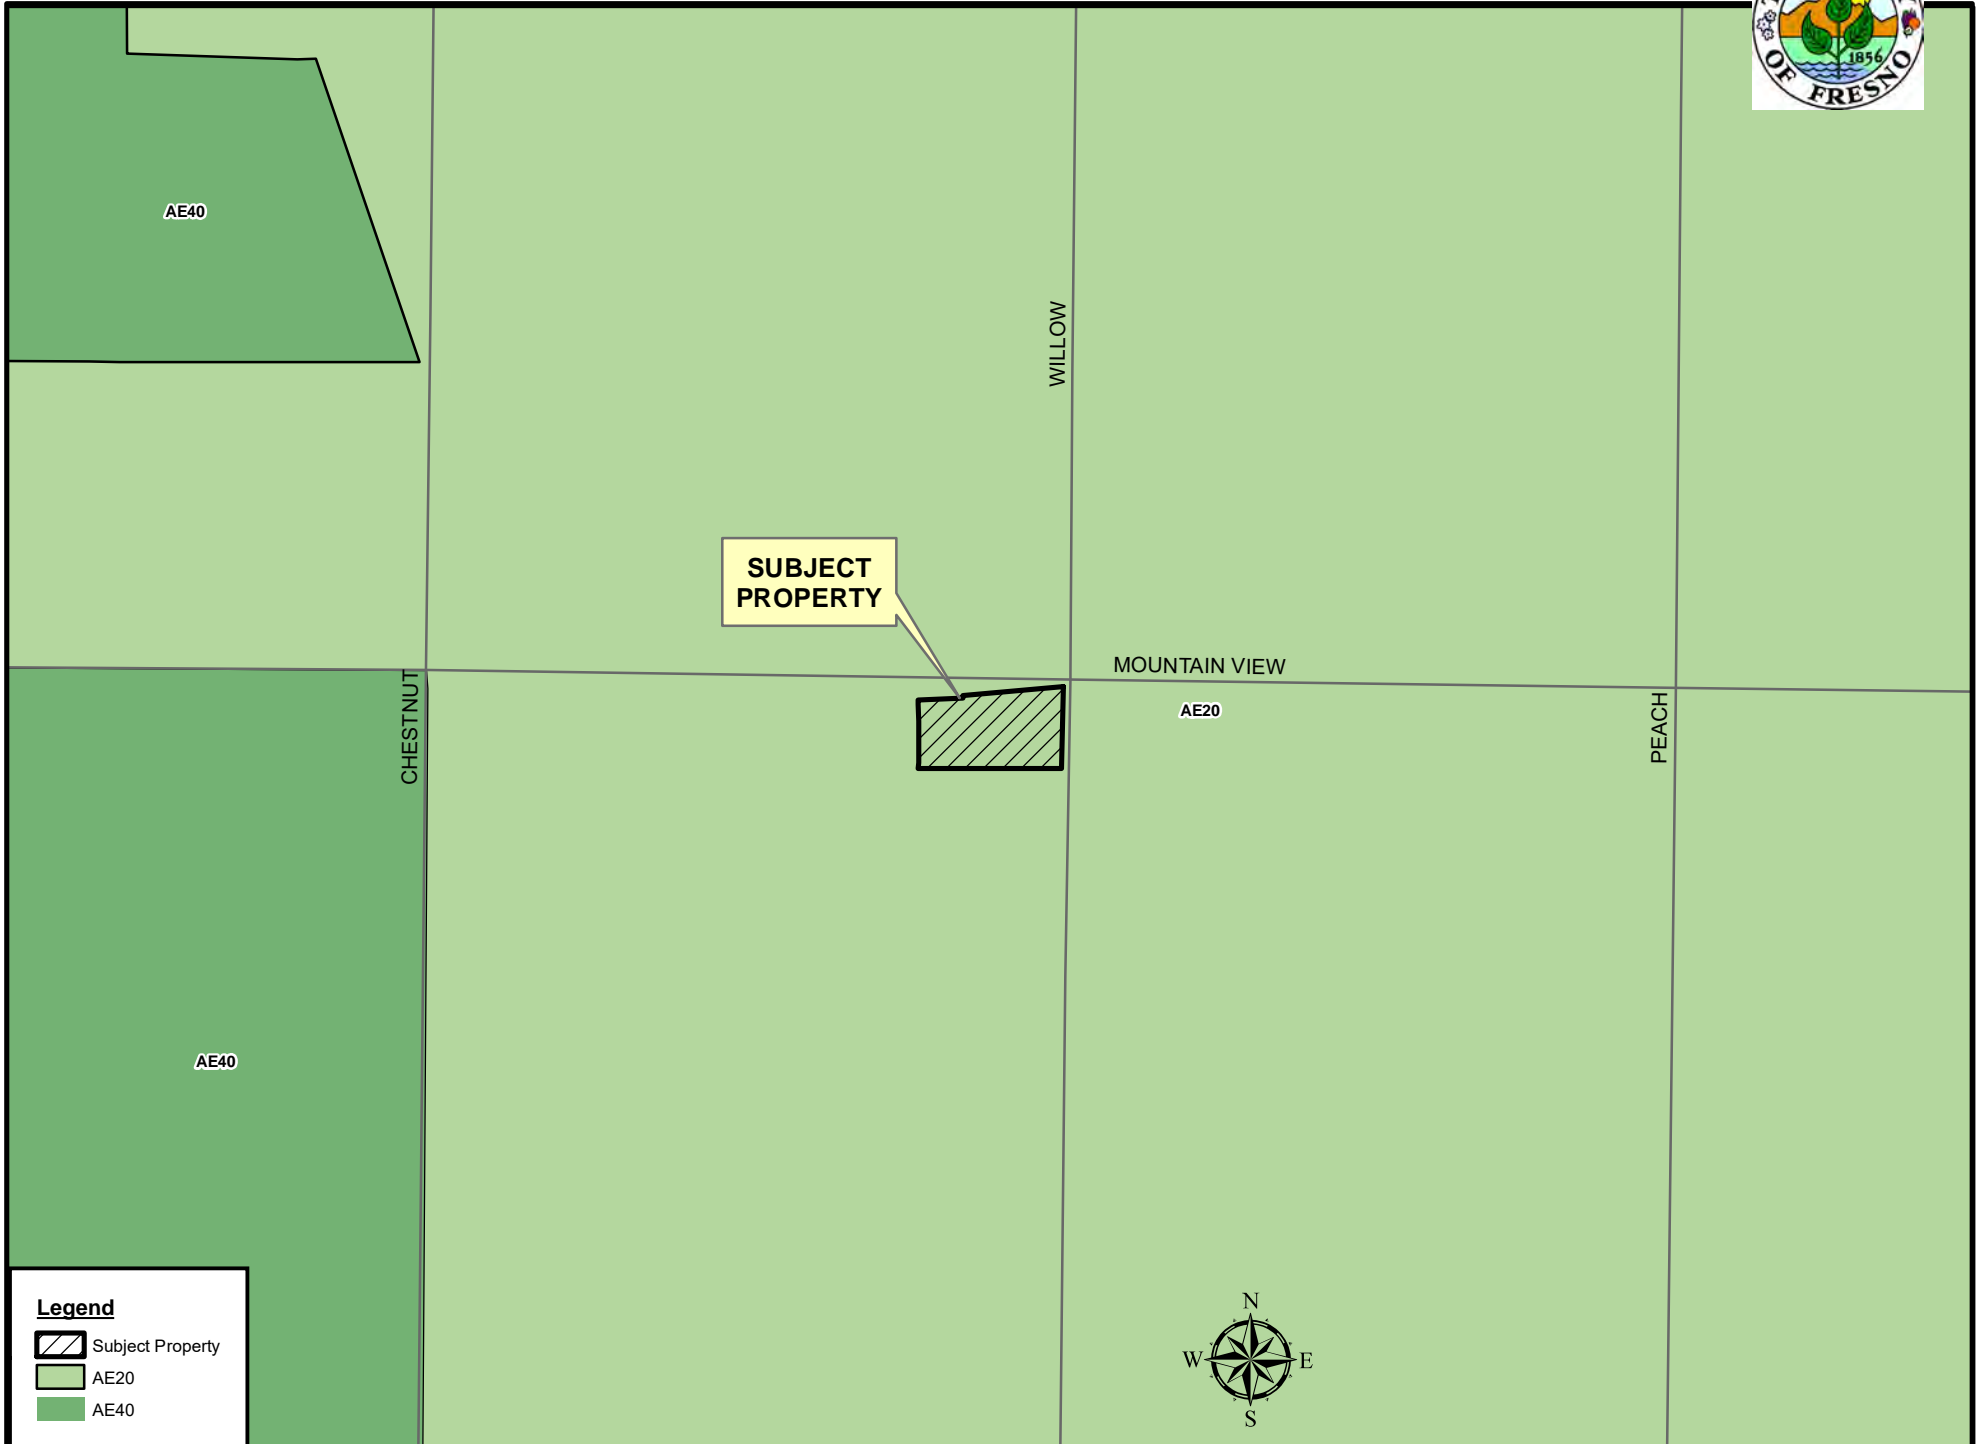 1856
OF FRESNO
AE40
WILLOW
SUBJECT
PROPERTY
MOUNTAIN VIEW
CHESTNUT
AE20
PEACH
AE40
Legend
Subject Property
AE20
AE40
N
W E
S